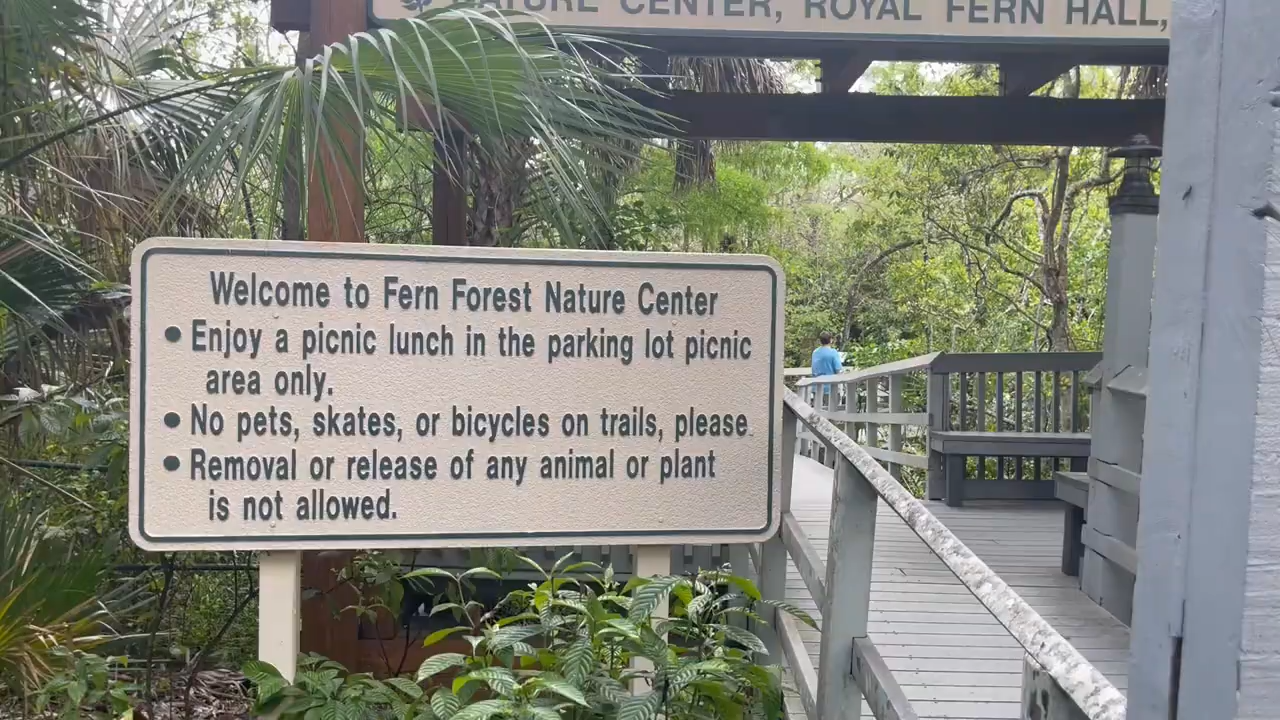 NATURE CENTER, ROYAL FERN HALL,
Welcome to Fern Forest Nature Center
• Enjoy a picnic lunch in the parking lot picnic
area only.
• No pets, skates, or bicycles on trails, please.
• Removal or release of any animal or plant
is not allowed.